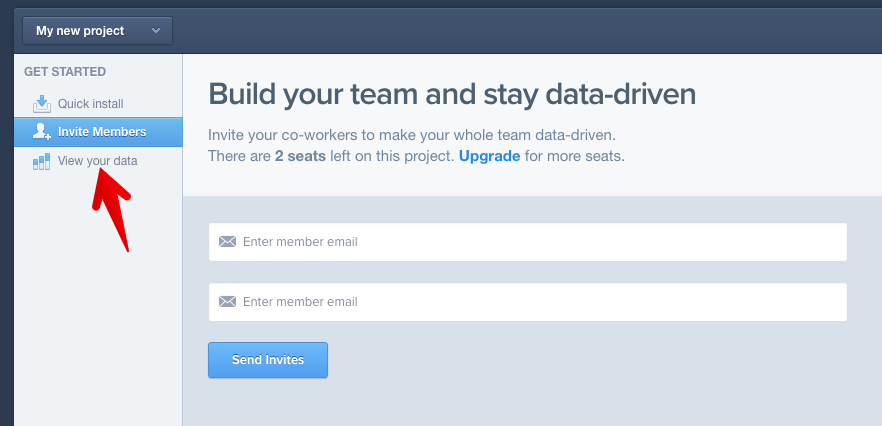 My new project
GET STARTED
Quick install
Invite Members
View your data
Build your team and stay data-driven
Invite your co-workers to make your whole team data-driven.
There are 2 seats left on this project. Upgrade for more seats.
Enter member email
Enter member email
Send Invites